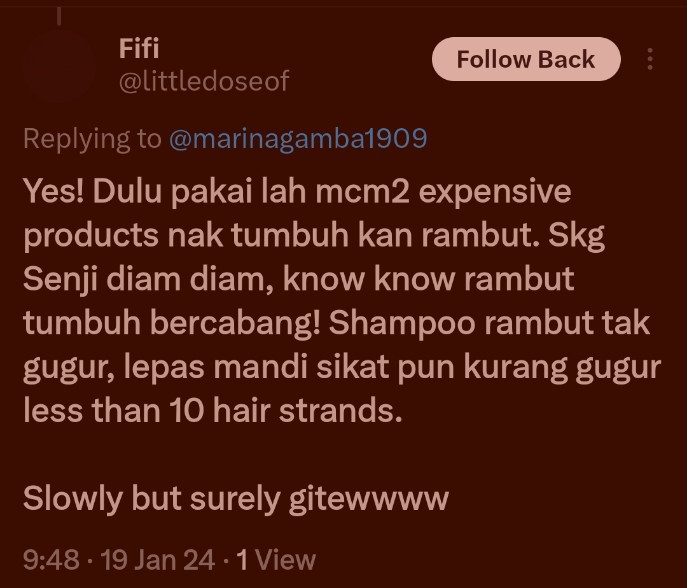 Fifi
@littledoseof
Follow Back
Replying to @marinagamba1909
Yes! Dulu pakai lah mcm2 expensive
products nak tumbuh kan rambut. Skg
Senji diam diam, know know rambut
tumbuh bercabang! Shampoo rambut tak
gugur, lepas mandi sikat pun kurang gugur
less than 10 hair strands.
Slowly but surely gitewwww
9:48 · 19 Jan 24 · 1 View